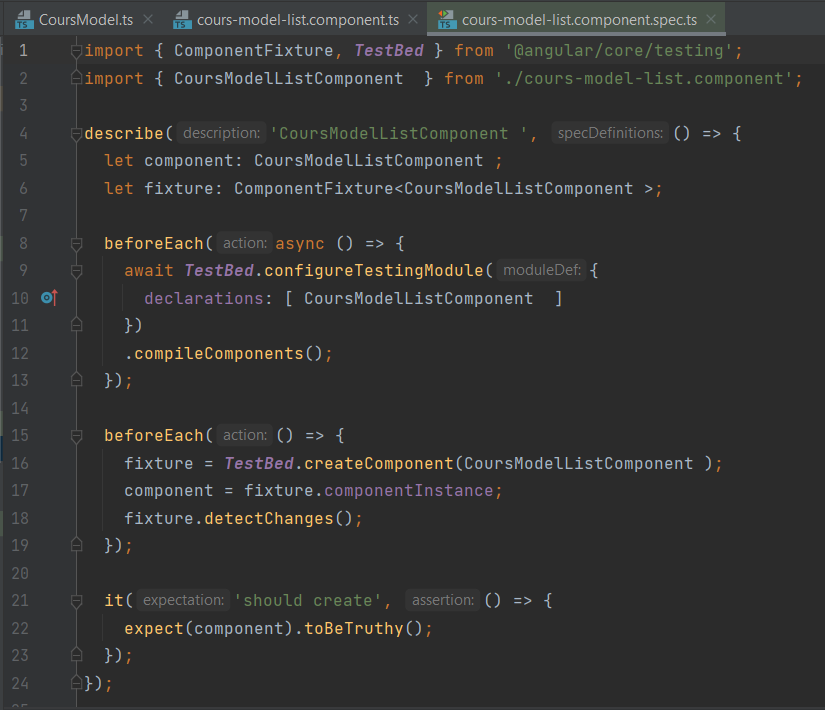 CoursModel.ts cours-model-list.component.ts cours-model-list.component.spec.ts
1 import { ComponentFixture, TestBed } from '@angular/core/testing';
2 import { CoursModelListComponent  } from './cours-model-list.component';
3
4 describe( description: 'CoursModelListComponent ', specDefinitions: () => {
5   let component: CoursModelListComponent ;
6   let fixture: ComponentFixture<CoursModelListComponent >;
7
8   beforeEach( action: async () => {
9     await TestBed.configureTestingModule( moduleDef: {
10       declarations: [ CoursModelListComponent  ]
11     })
12     .compileComponents();
13   });
14
15   beforeEach( action: () => {
16     fixture = TestBed.createComponent(CoursModelListComponent );
17     component = fixture.componentInstance;
18     fixture.detectChanges();
19   });
20
21   it( expectation: 'should create', assertion: () => {
22     expect(component).toBeTruthy();
23   });
24 });